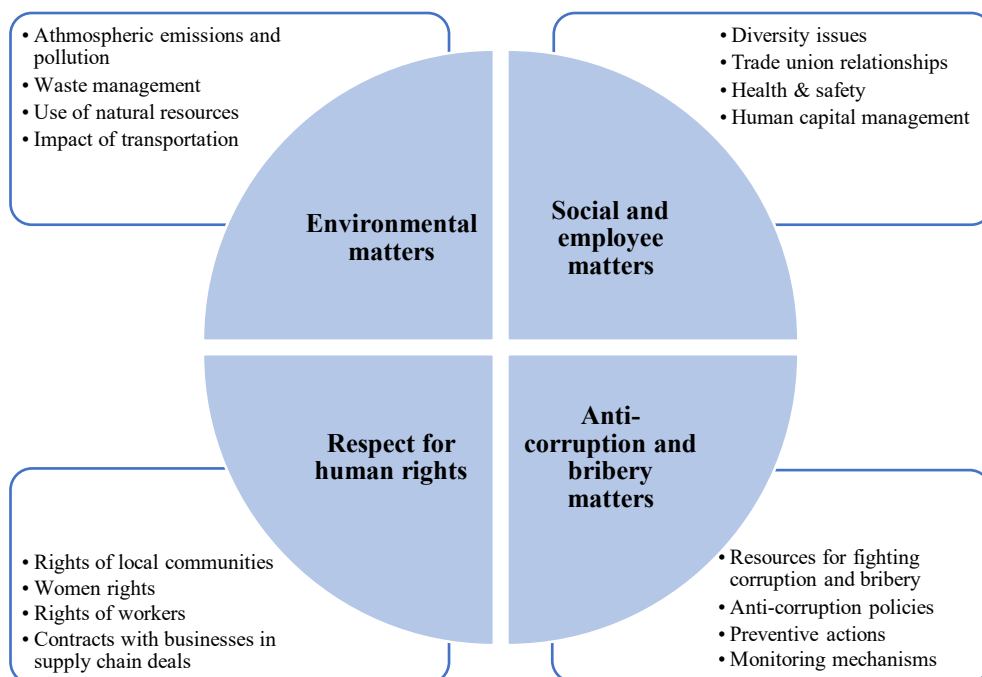 • Athmospheric emissions and
pollution
• Waste management
• Use of natural resources
• Impact of transportation
• Diversity issues
• Trade union relationships
• Health & safety
• Human capital management
Environmental
matters
Social and
employee
matters
Respect for
human rights
Anti-
corruption and
bribery
matters
• Rights of local communities
• Women rights
• Rights of workers
• Contracts with businesses in
supply chain deals
• Resources for fighting
corruption and bribery
• Anti-corruption policies
• Preventive actions
• Monitoring mechanisms